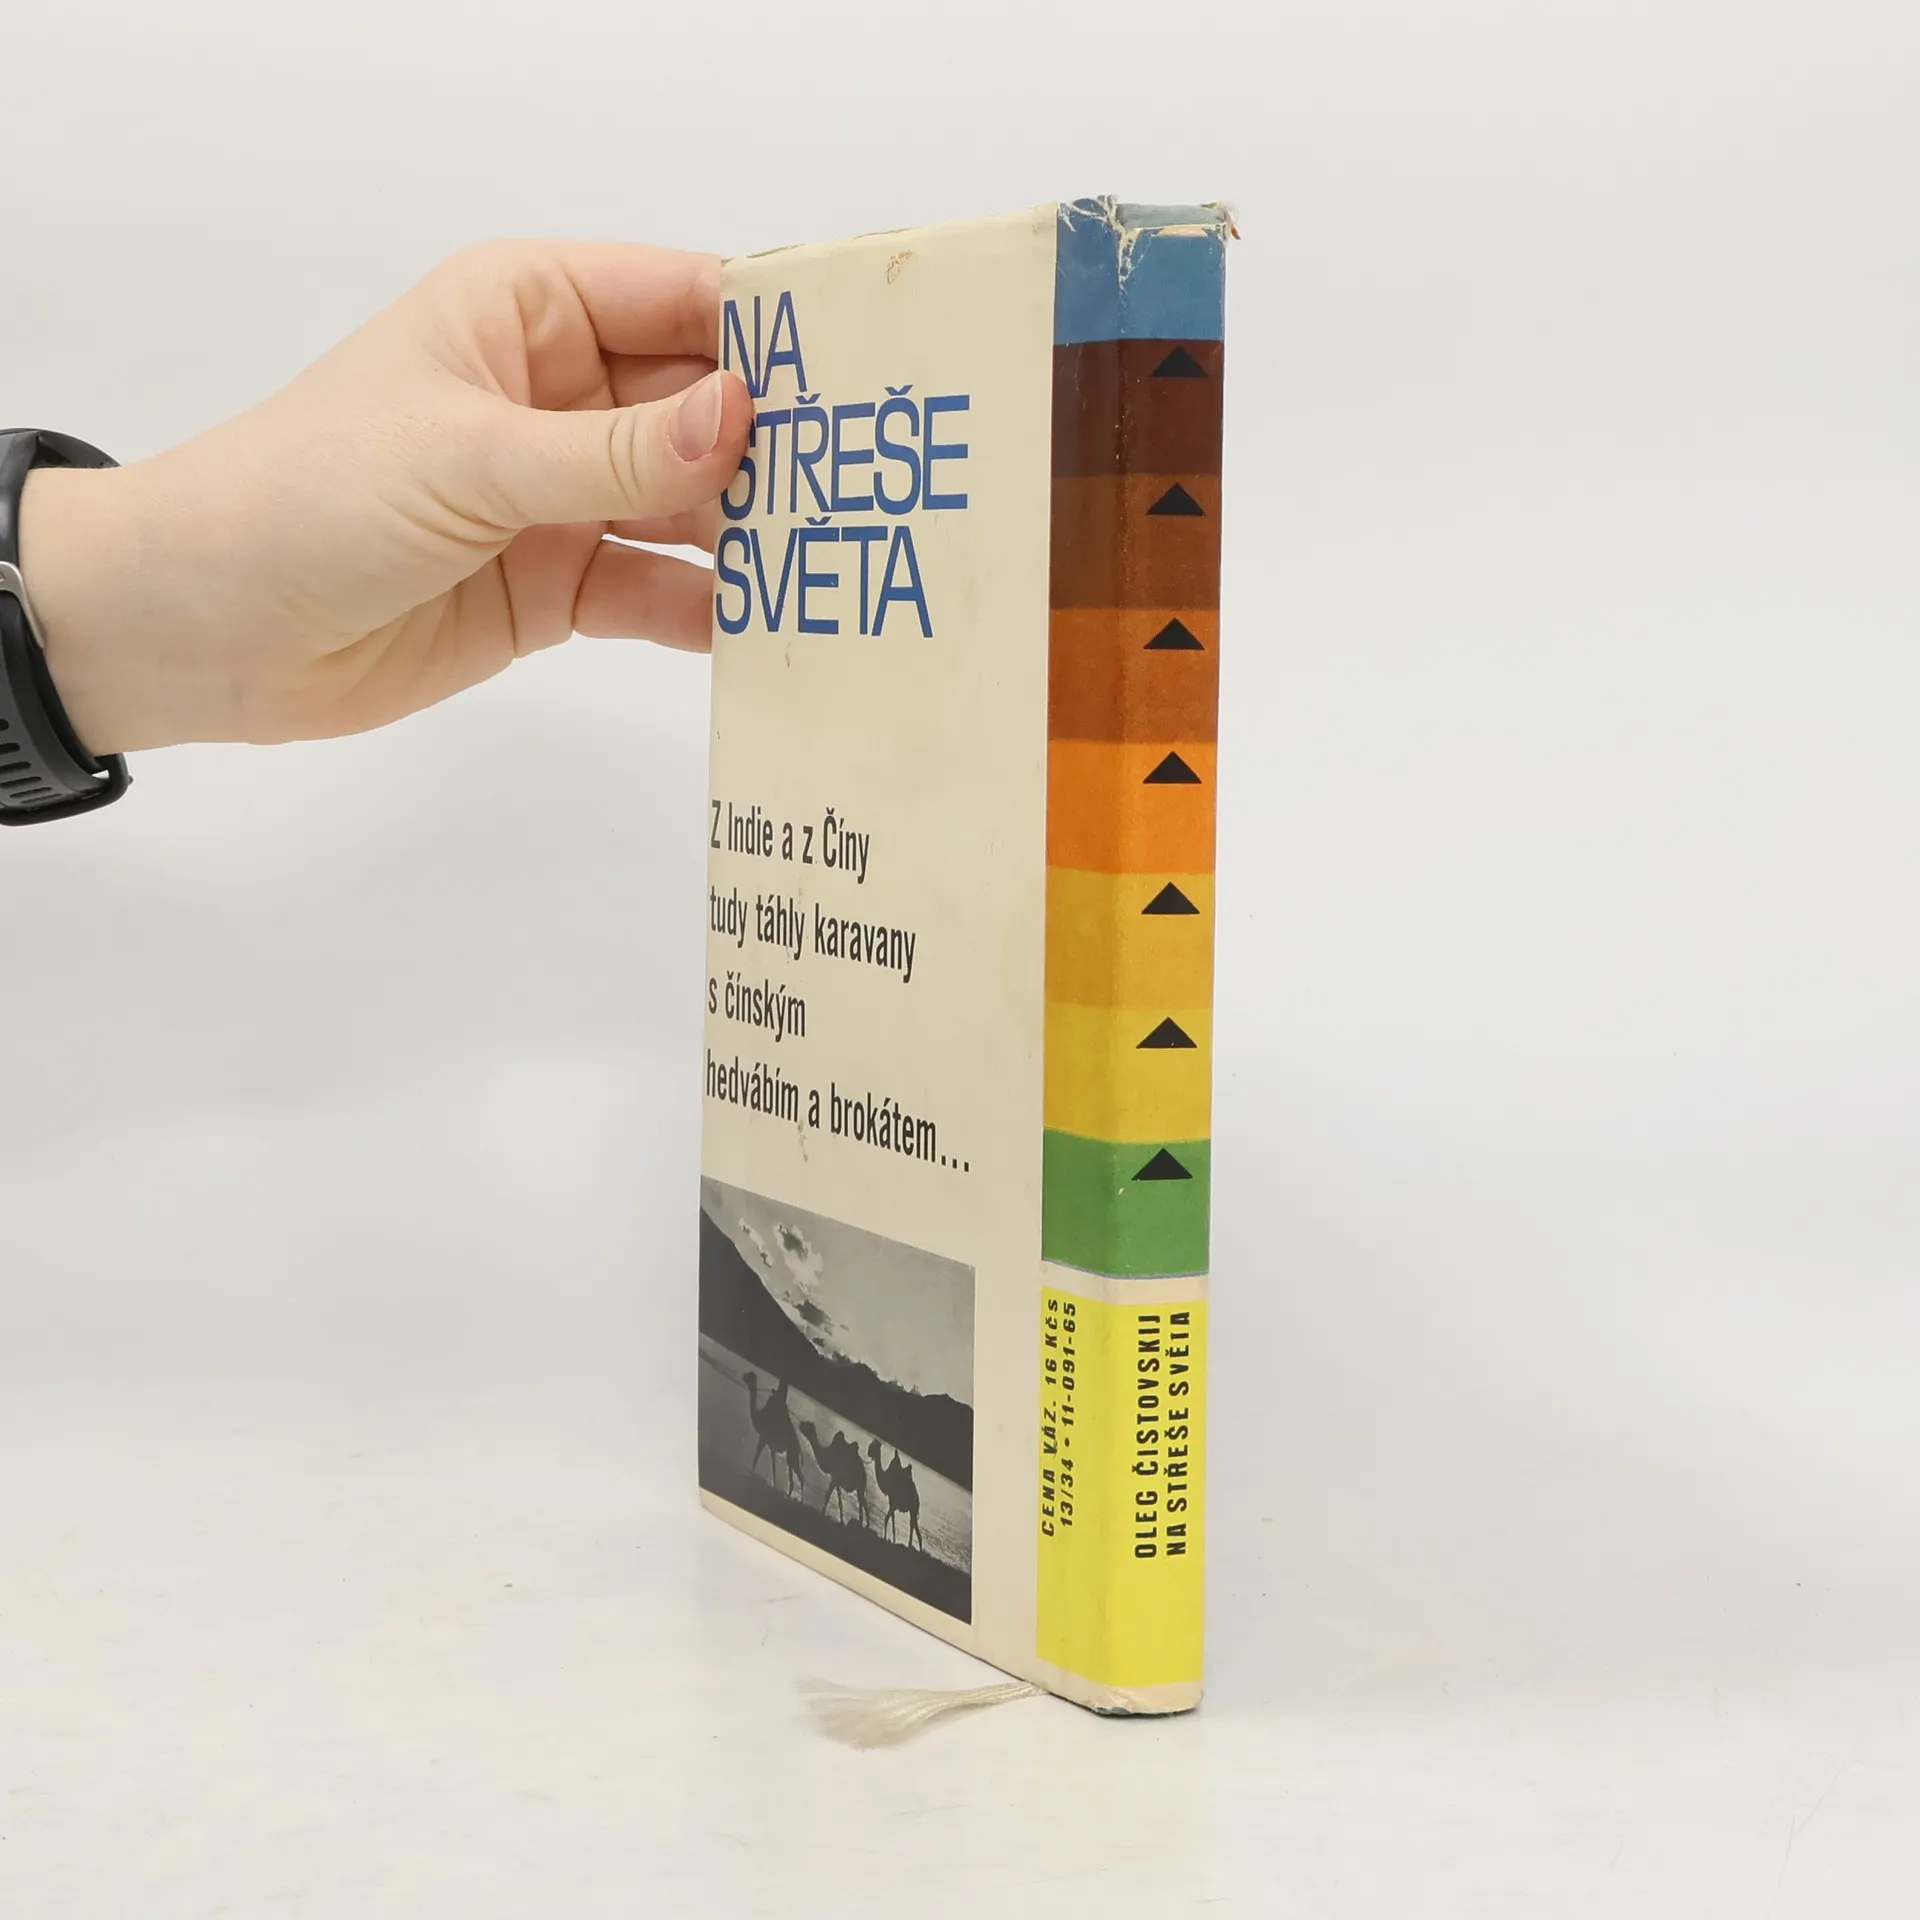 NA
STŘEŠE
SVĚTA
Z Indie a z Číny
tudy táhly karavany
s čínským
hedvábím a brokátem...
CENA VÁZ. 16 Kčs
13/34 • 11-091-65
OLEG ČISTOVSKIJ
NA STŘEŠE SVĚTA